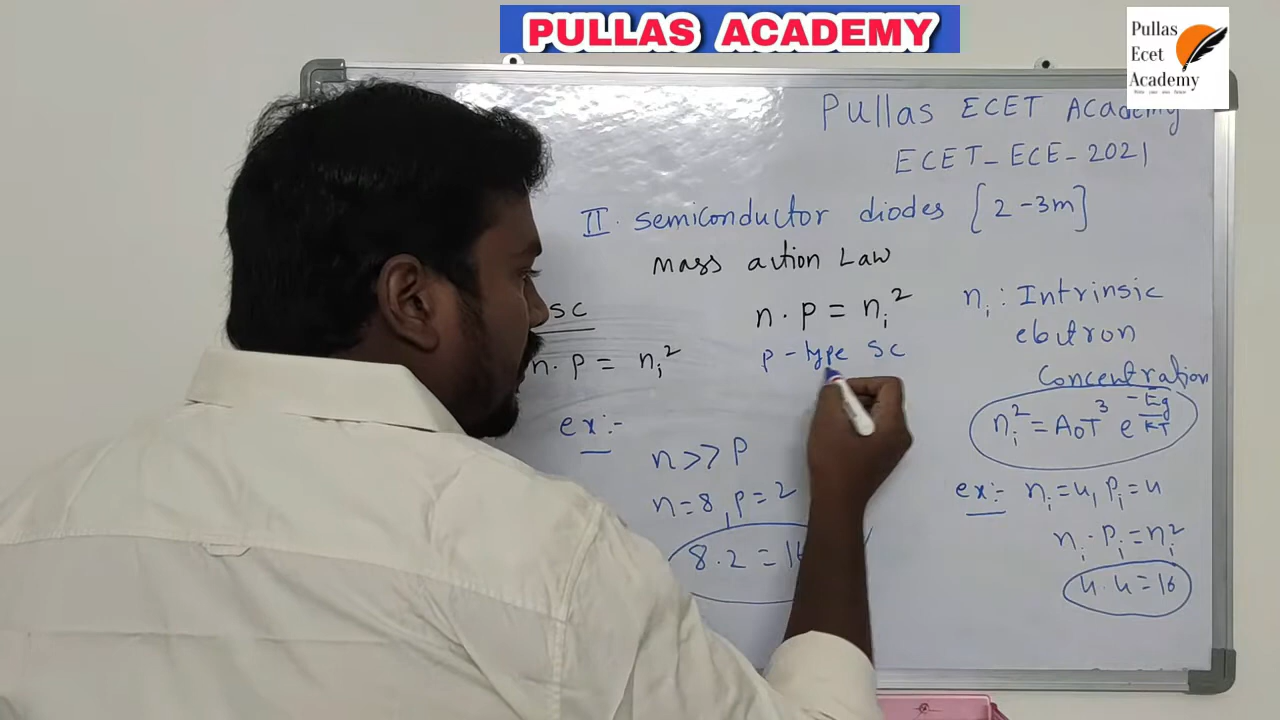 PULLAS ACADEMY
Pullas
Ecet
Academy
Pullas ECET Academy
ECET-ECE-2021
II. Semiconductor diodes [2-3m]
Mass action Law
SC
n·p = ni²
ex:-
n>>p
n=8, p=2
8·2=16
n·p = ni²
p-type SC
ni: Intrinsic
electron
Concentration
ni² = A₀T³ e^(-Eg/KT)
ex:- ni=4, pi=4
ni·pi=ni²
4·4=16